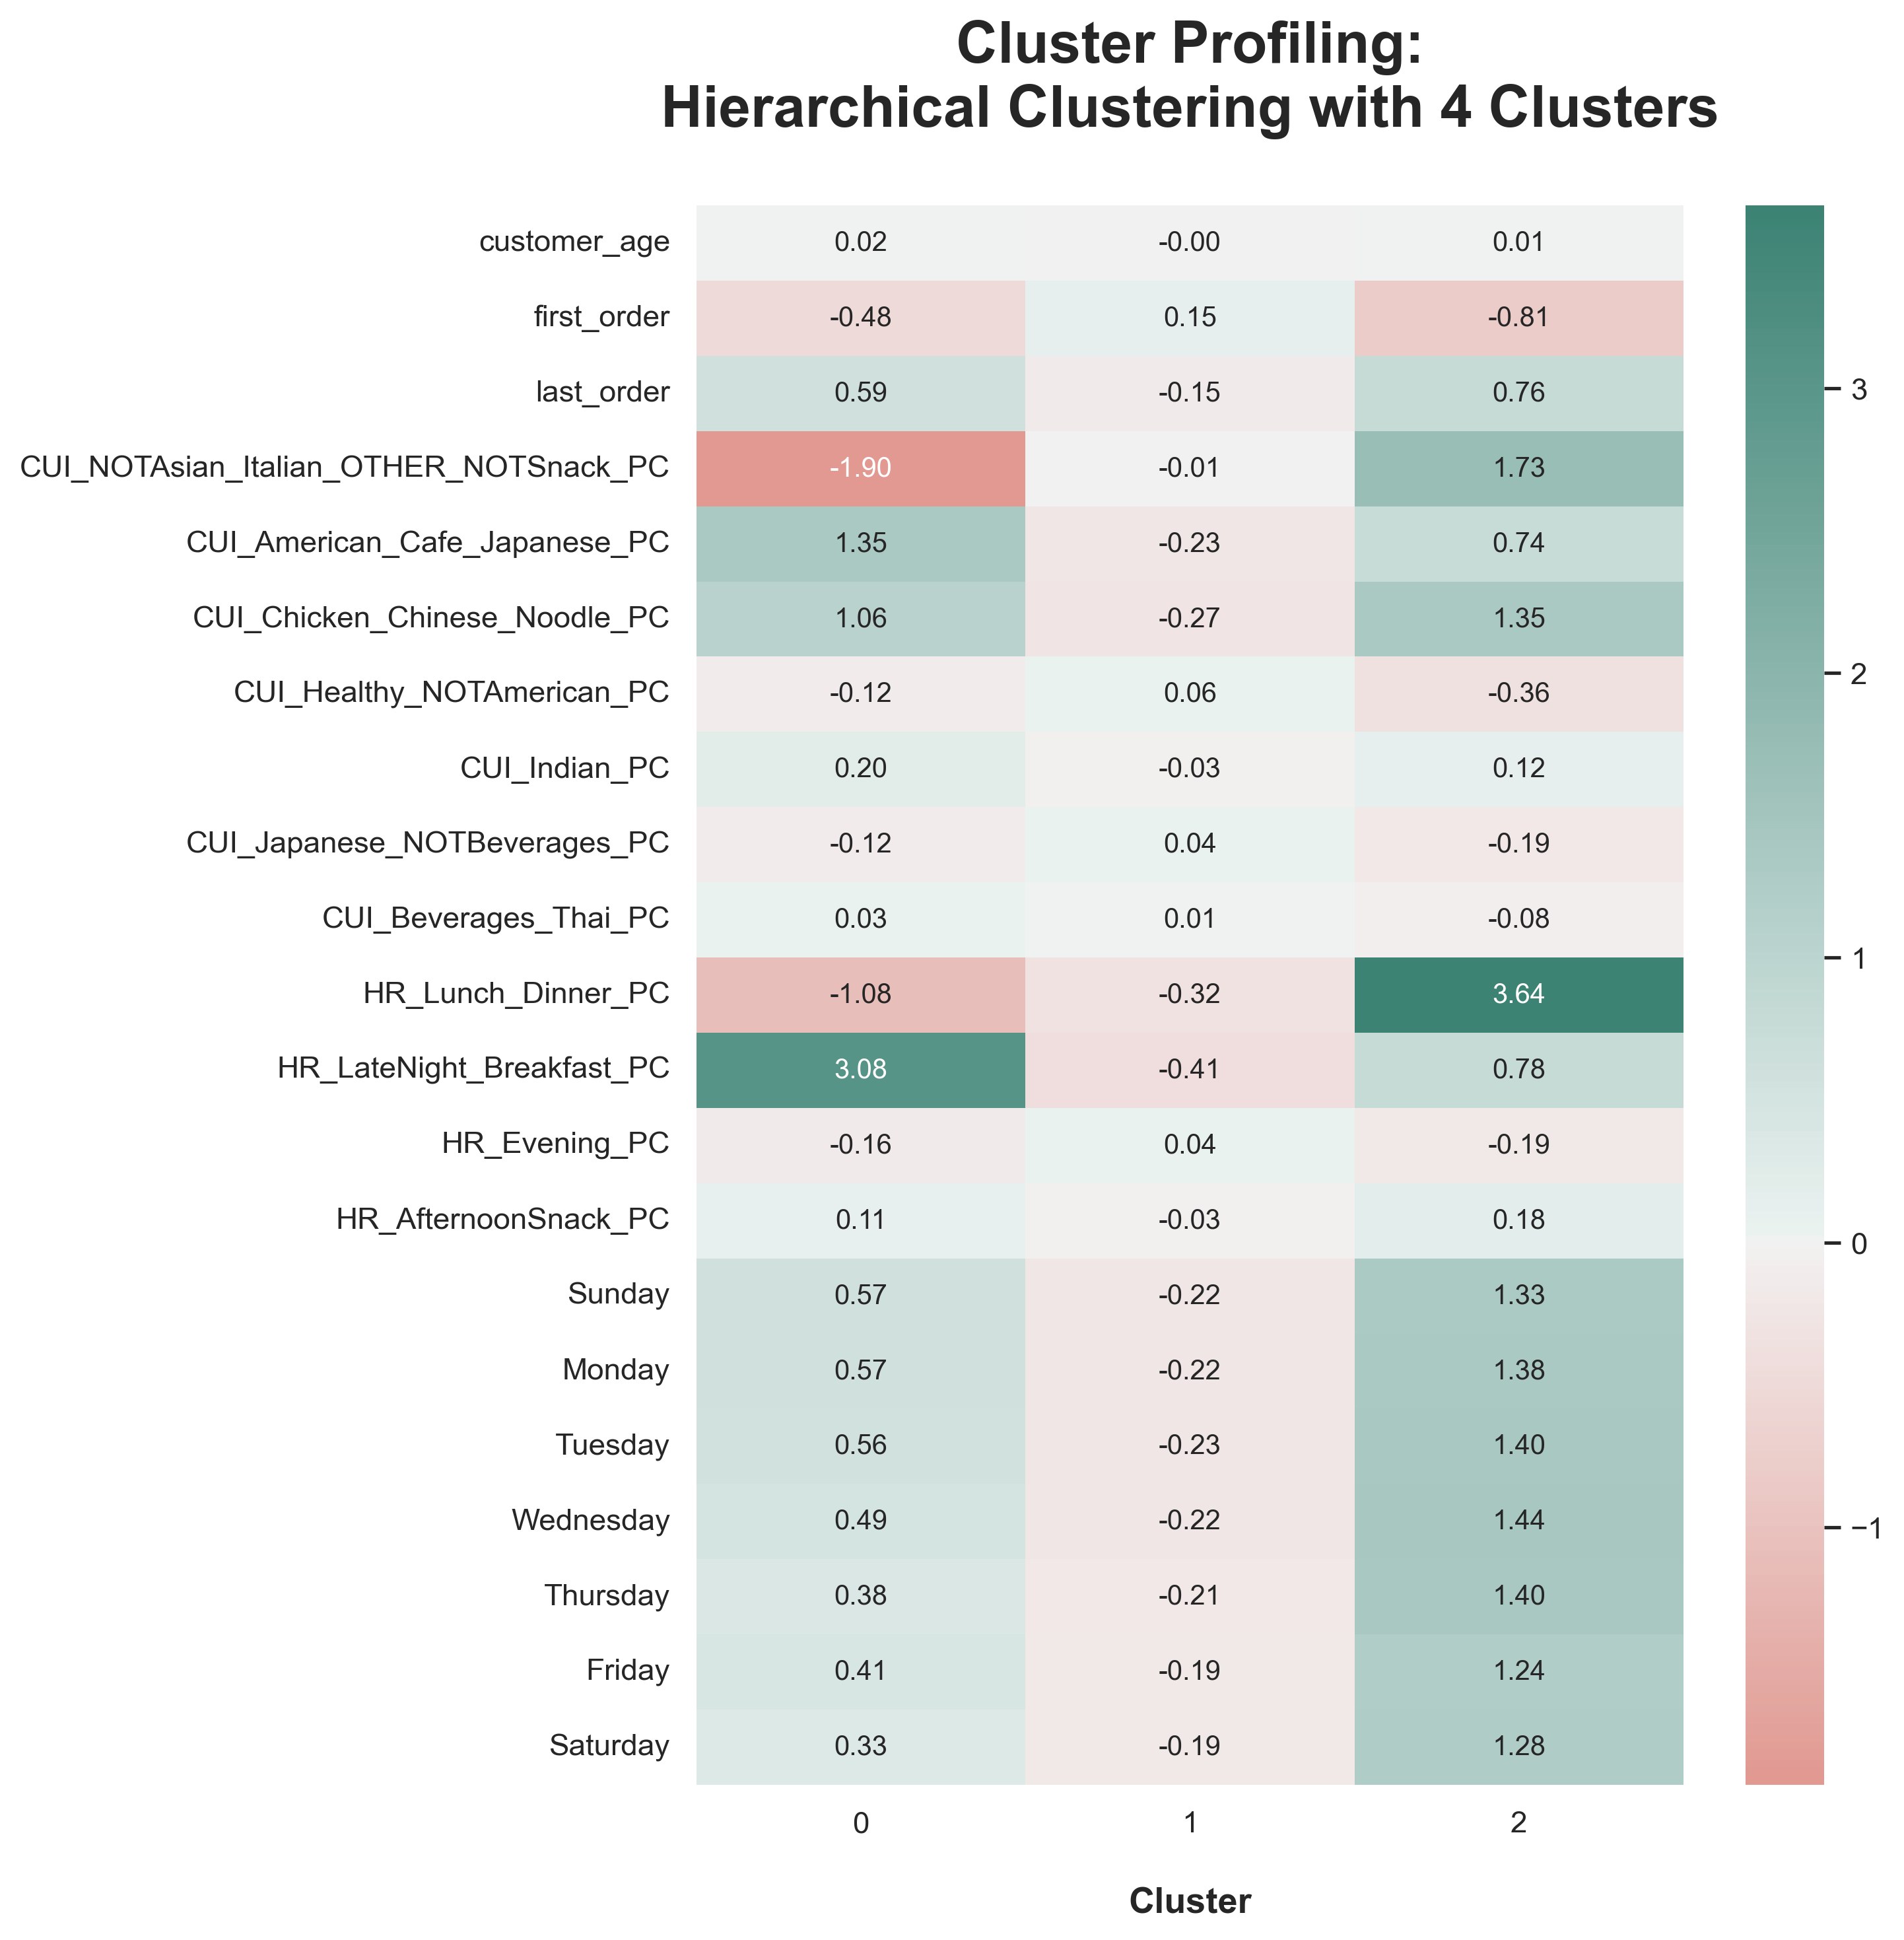 Cluster Profiling:
Hierarchical Clustering with 4 Clusters
customer_age 0.02 -0.00 0.01
first_order -0.48 0.15 -0.81
last_order 0.59 -0.15 0.76
CUI_NOTAsian_Italian_OTHER_NOTSnack_PC -1.90 -0.01 1.73
CUI_American_Cafe_Japanese_PC 1.35 -0.23 0.74
CUI_Chicken_Chinese_Noodle_PC 1.06 -0.27 1.35
CUI_Healthy_NOTAmerican_PC -0.12 0.06 -0.36
CUI_Indian_PC 0.20 -0.03 0.12
CUI_Japanese_NOTBeverages_PC -0.12 0.04 -0.19
CUI_Beverages_Thai_PC 0.03 0.01 -0.08
HR_Lunch_Dinner_PC -1.08 -0.32 3.64
HR_LateNight_Breakfast_PC 3.08 -0.41 0.78
HR_Evening_PC -0.16 0.04 -0.19
HR_AfternoonSnack_PC 0.11 -0.03 0.18
Sunday 0.57 -0.22 1.33
Monday 0.57 -0.22 1.38
Tuesday 0.56 -0.23 1.40
Wednesday 0.49 -0.22 1.44
Thursday 0.38 -0.21 1.40
Friday 0.41 -0.19 1.24
Saturday 0.33 -0.19 1.28
0 1 2
Cluster
3
2
1
0
−1